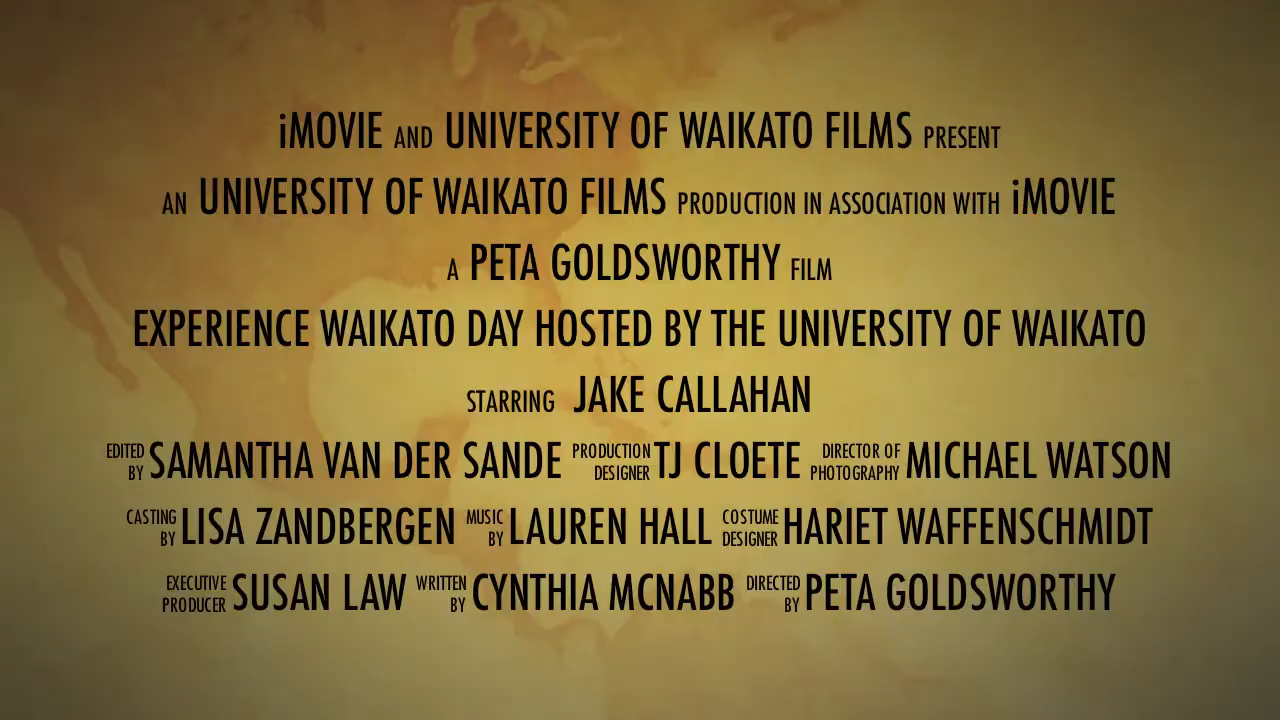 iMOVIE AND UNIVERSITY OF WAIKATO FILMS PRESENT
AN UNIVERSITY OF WAIKATO FILMS PRODUCTION IN ASSOCIATION WITH iMOVIE
A PETA GOLDSWORTHY FILM
EXPERIENCE WAIKATO DAY HOSTED BY THE UNIVERSITY OF WAIKATO
STARRING JAKE CALLAHAN
EDITED BY SAMANTHA VAN DER SANDE PRODUCTION DESIGNER TJ CLOETE DIRECTOR OF PHOTOGRAPHY MICHAEL WATSON
CASTING BY LISA ZANDBERGEN MUSIC BY LAUREN HALL COSTUME DESIGNER HARIET WAFFENSCHMIDT
EXECUTIVE PRODUCER SUSAN LAW WRITTEN BY CYNTHIA MCNABB DIRECTED BY PETA GOLDSWORTHY